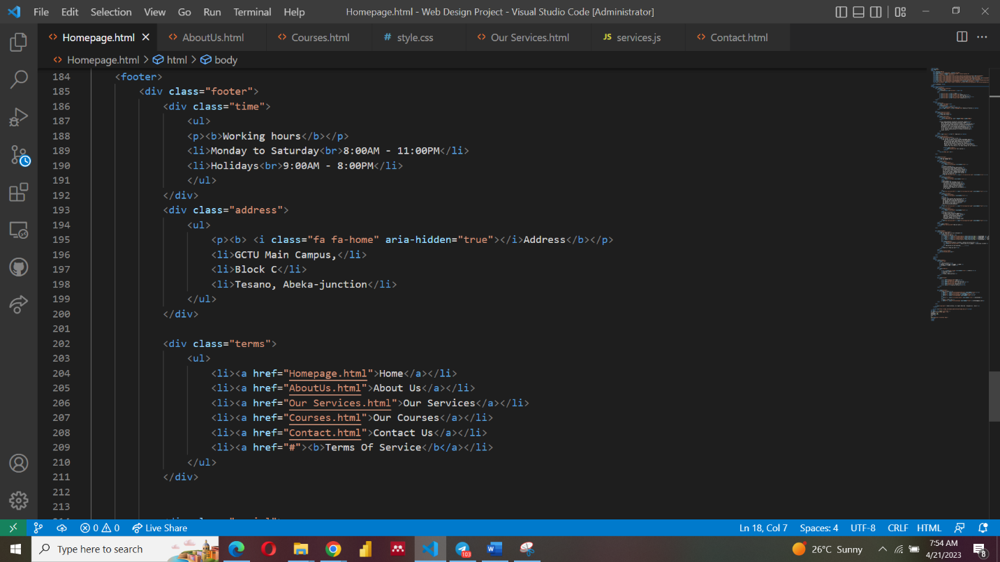 File Edit Selection View Go Run Terminal Help Homepage.html - Web Design Project - Visual Studio Code [Administrator]
Homepage.html AboutUs.html Courses.html # style.css Our Services.html JS services.js Contact.html
Homepage.html > html > body
184 <footer>
185 <div class="footer">
186 <div class="time">
187 <ul>
188 <p><b>Working hours</b></p>
189 <li>Monday to Saturday<br>8:00AM - 11:00PM</li>
190 <li>Holidays<br>9:00AM - 8:00PM</li>
191 </ul>
192 </div>
193 <div class="address">
194 <ul>
195 <p><b> <i class="fa fa-home" aria-hidden="true"></i>Address</b></p>
196 <li>GCTU Main Campus,</li>
197 <li>Block C</li>
198 <li>Tesano, Abeka-junction</li>
199 </ul>
200 </div>
201
202 <div class="terms">
203 <ul>
204 <li><a href="Homepage.html">Home</a></li>
205 <li><a href="AboutUs.html">About Us</a></li>
206 <li><a href="Our Services.html">Our Services</a></li>
207 <li><a href="Courses.html">Our Courses</a></li>
208 <li><a href="Contact.html">Contact Us</a></li>
209 <li><a href="#"><b>Terms Of Service</b</a></li>
210 </ul>
211 </div>
212
213
0 0 Live Share Ln 18, Col 7 Spaces: 4 UTF-8 CRLF HTML
Type here to search 103 26°C Sunny 7:54 AM
4/21/2023 8